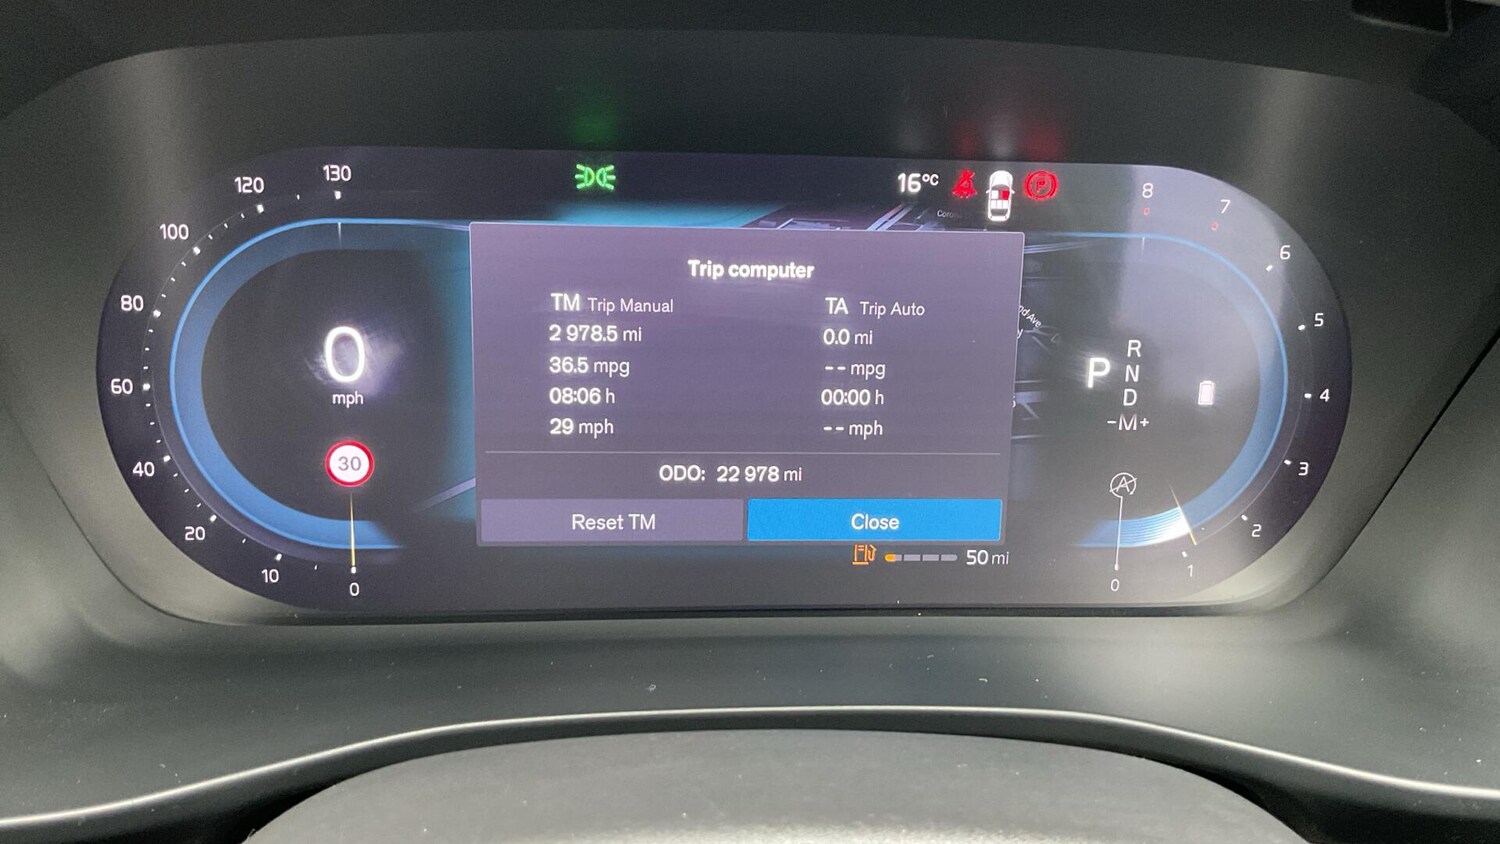 130
120
100
80
60
40
20
10
0
0
mph
30
16°C
P
Trip computer
TM Trip Manual
2 978.5 mi
36.5 mpg
08:06 h
29 mph
TA Trip Auto
0.0 mi
-- mpg
00:00 h
-- mph
ODO: 22 978 mi
Reset TM
Close
50 mi
nd Ave
P
R
N
D
-M+
A
8
7
6
5
4
3
2
1
0